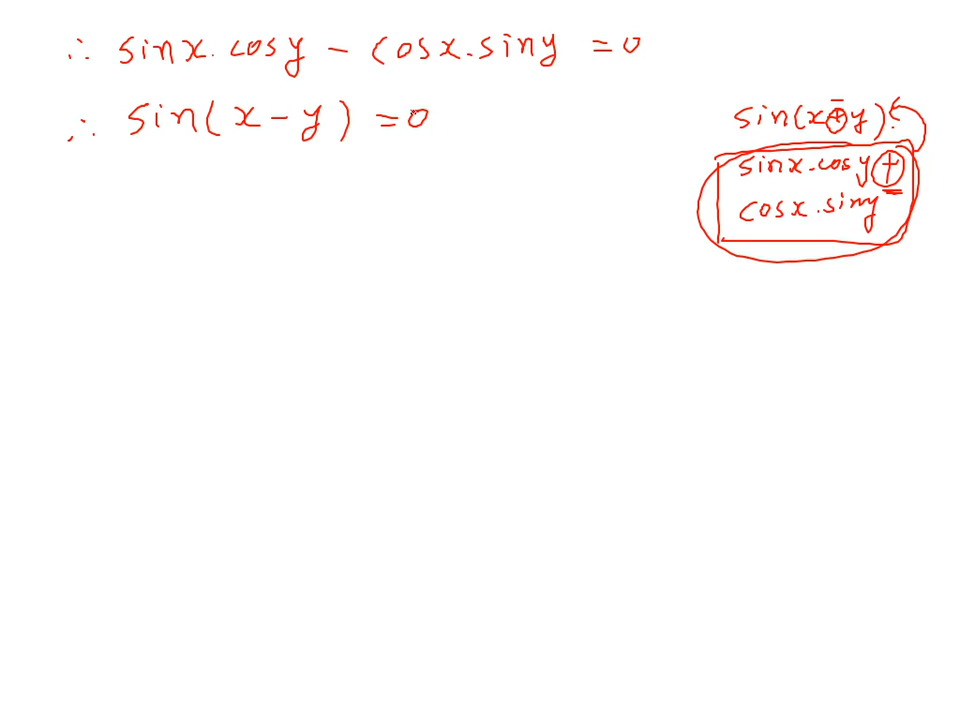 ∴ sinx.cosy − cosx.siny = 0
∴ sin(x − y) = 0
sin(x ± y):
sinx.cosy +
cosx.siny